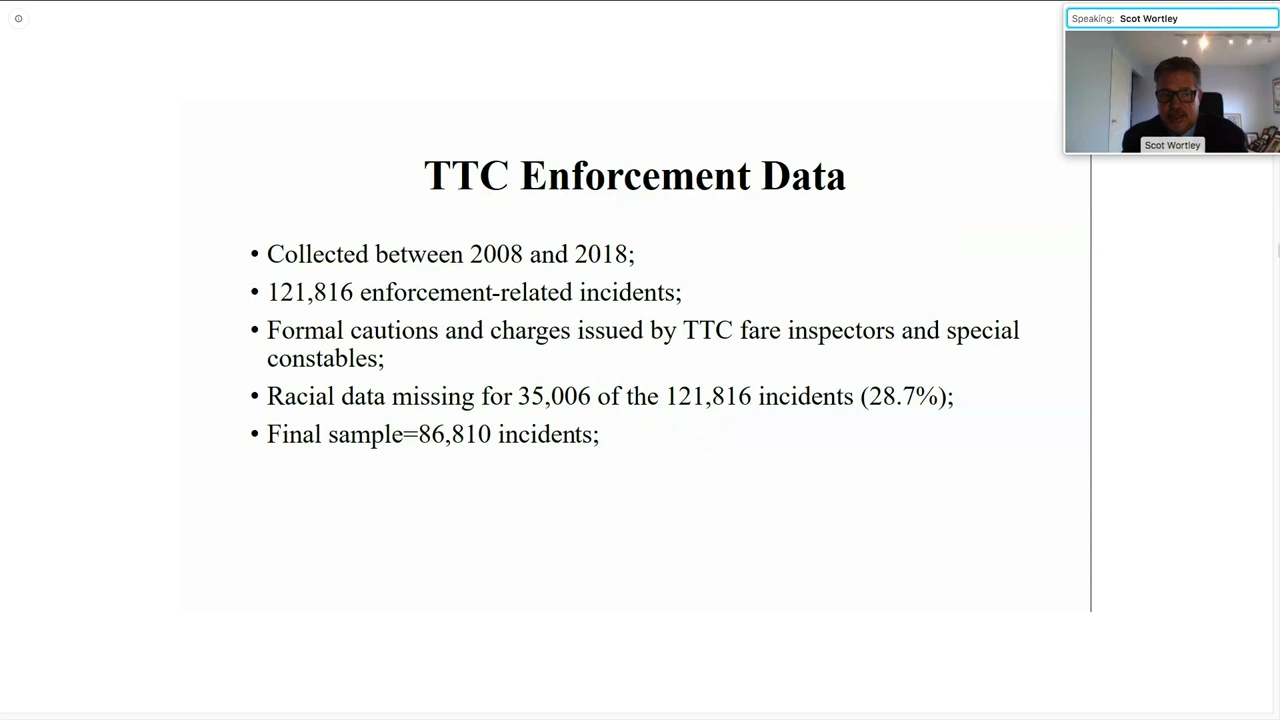 Speaking: Scot Wortley
Scot Wortley
TTC Enforcement Data
• Collected between 2008 and 2018;
• 121,816 enforcement-related incidents;
• Formal cautions and charges issued by TTC fare inspectors and special
constables;
• Racial data missing for 35,006 of the 121,816 incidents (28.7%);
• Final sample=86,810 incidents;